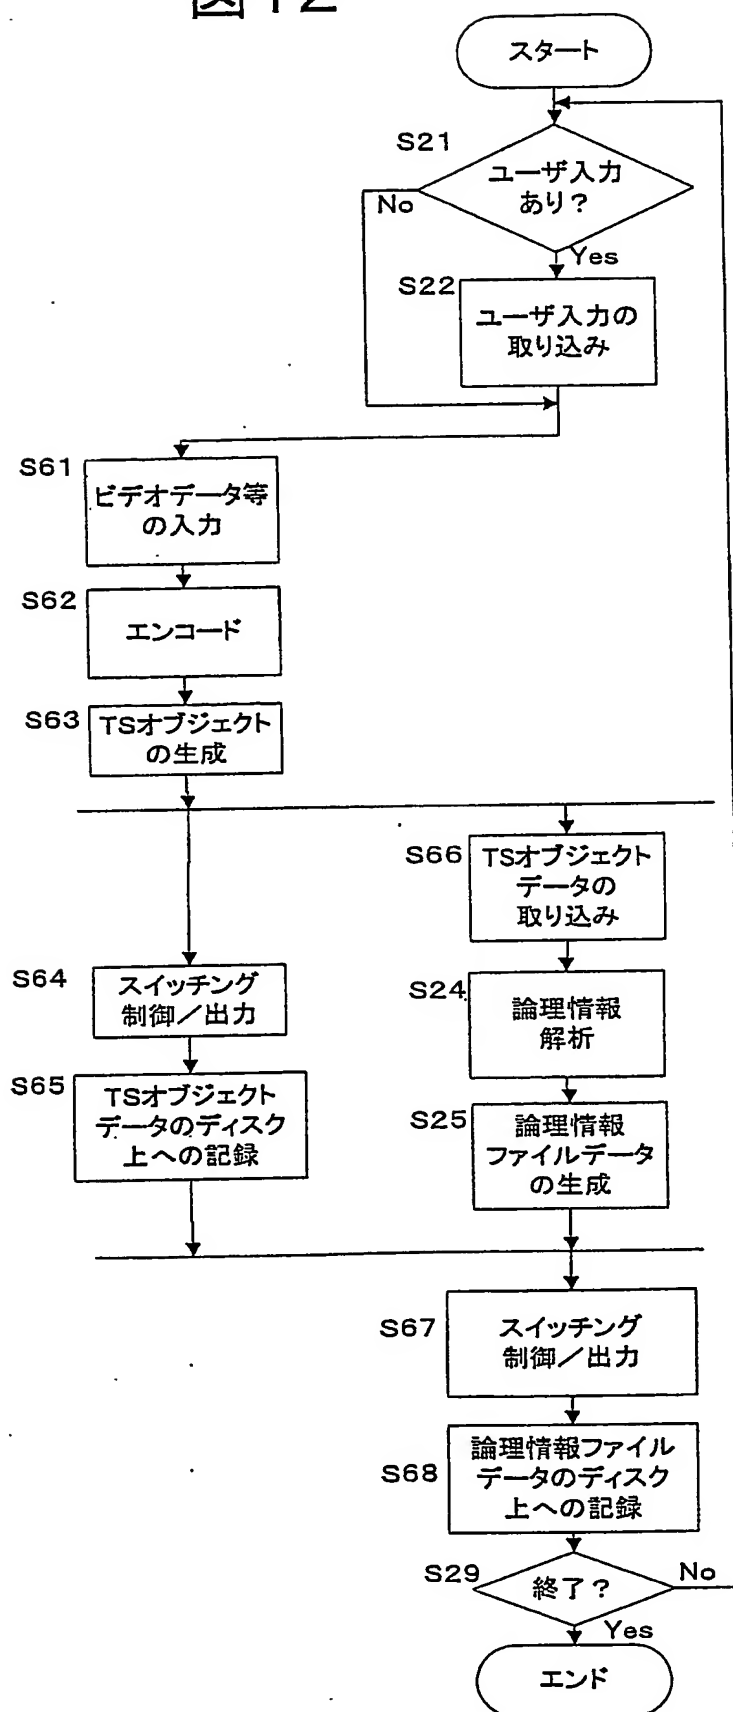 図12
スタート
S21
ユーザ入力
あり?
No
Yes
S22
ユーザ入力の
取り込み
S61
ビデオデータ等
の入力
S62
エンコード
S63
TSオブジェクト
の生成
S66
TSオブジェクト
データの
取り込み
S64
スイッチング
制御/出力
S24
論理情報
解析
S65
TSオブジェクト
データのディスク
上への記録
S25
論理情報
ファイルデータ
の生成
S67
スイッチング
制御/出力
S68
論理情報ファイル
データのディスク
上への記録
S29
終了?
No
Yes
エンド